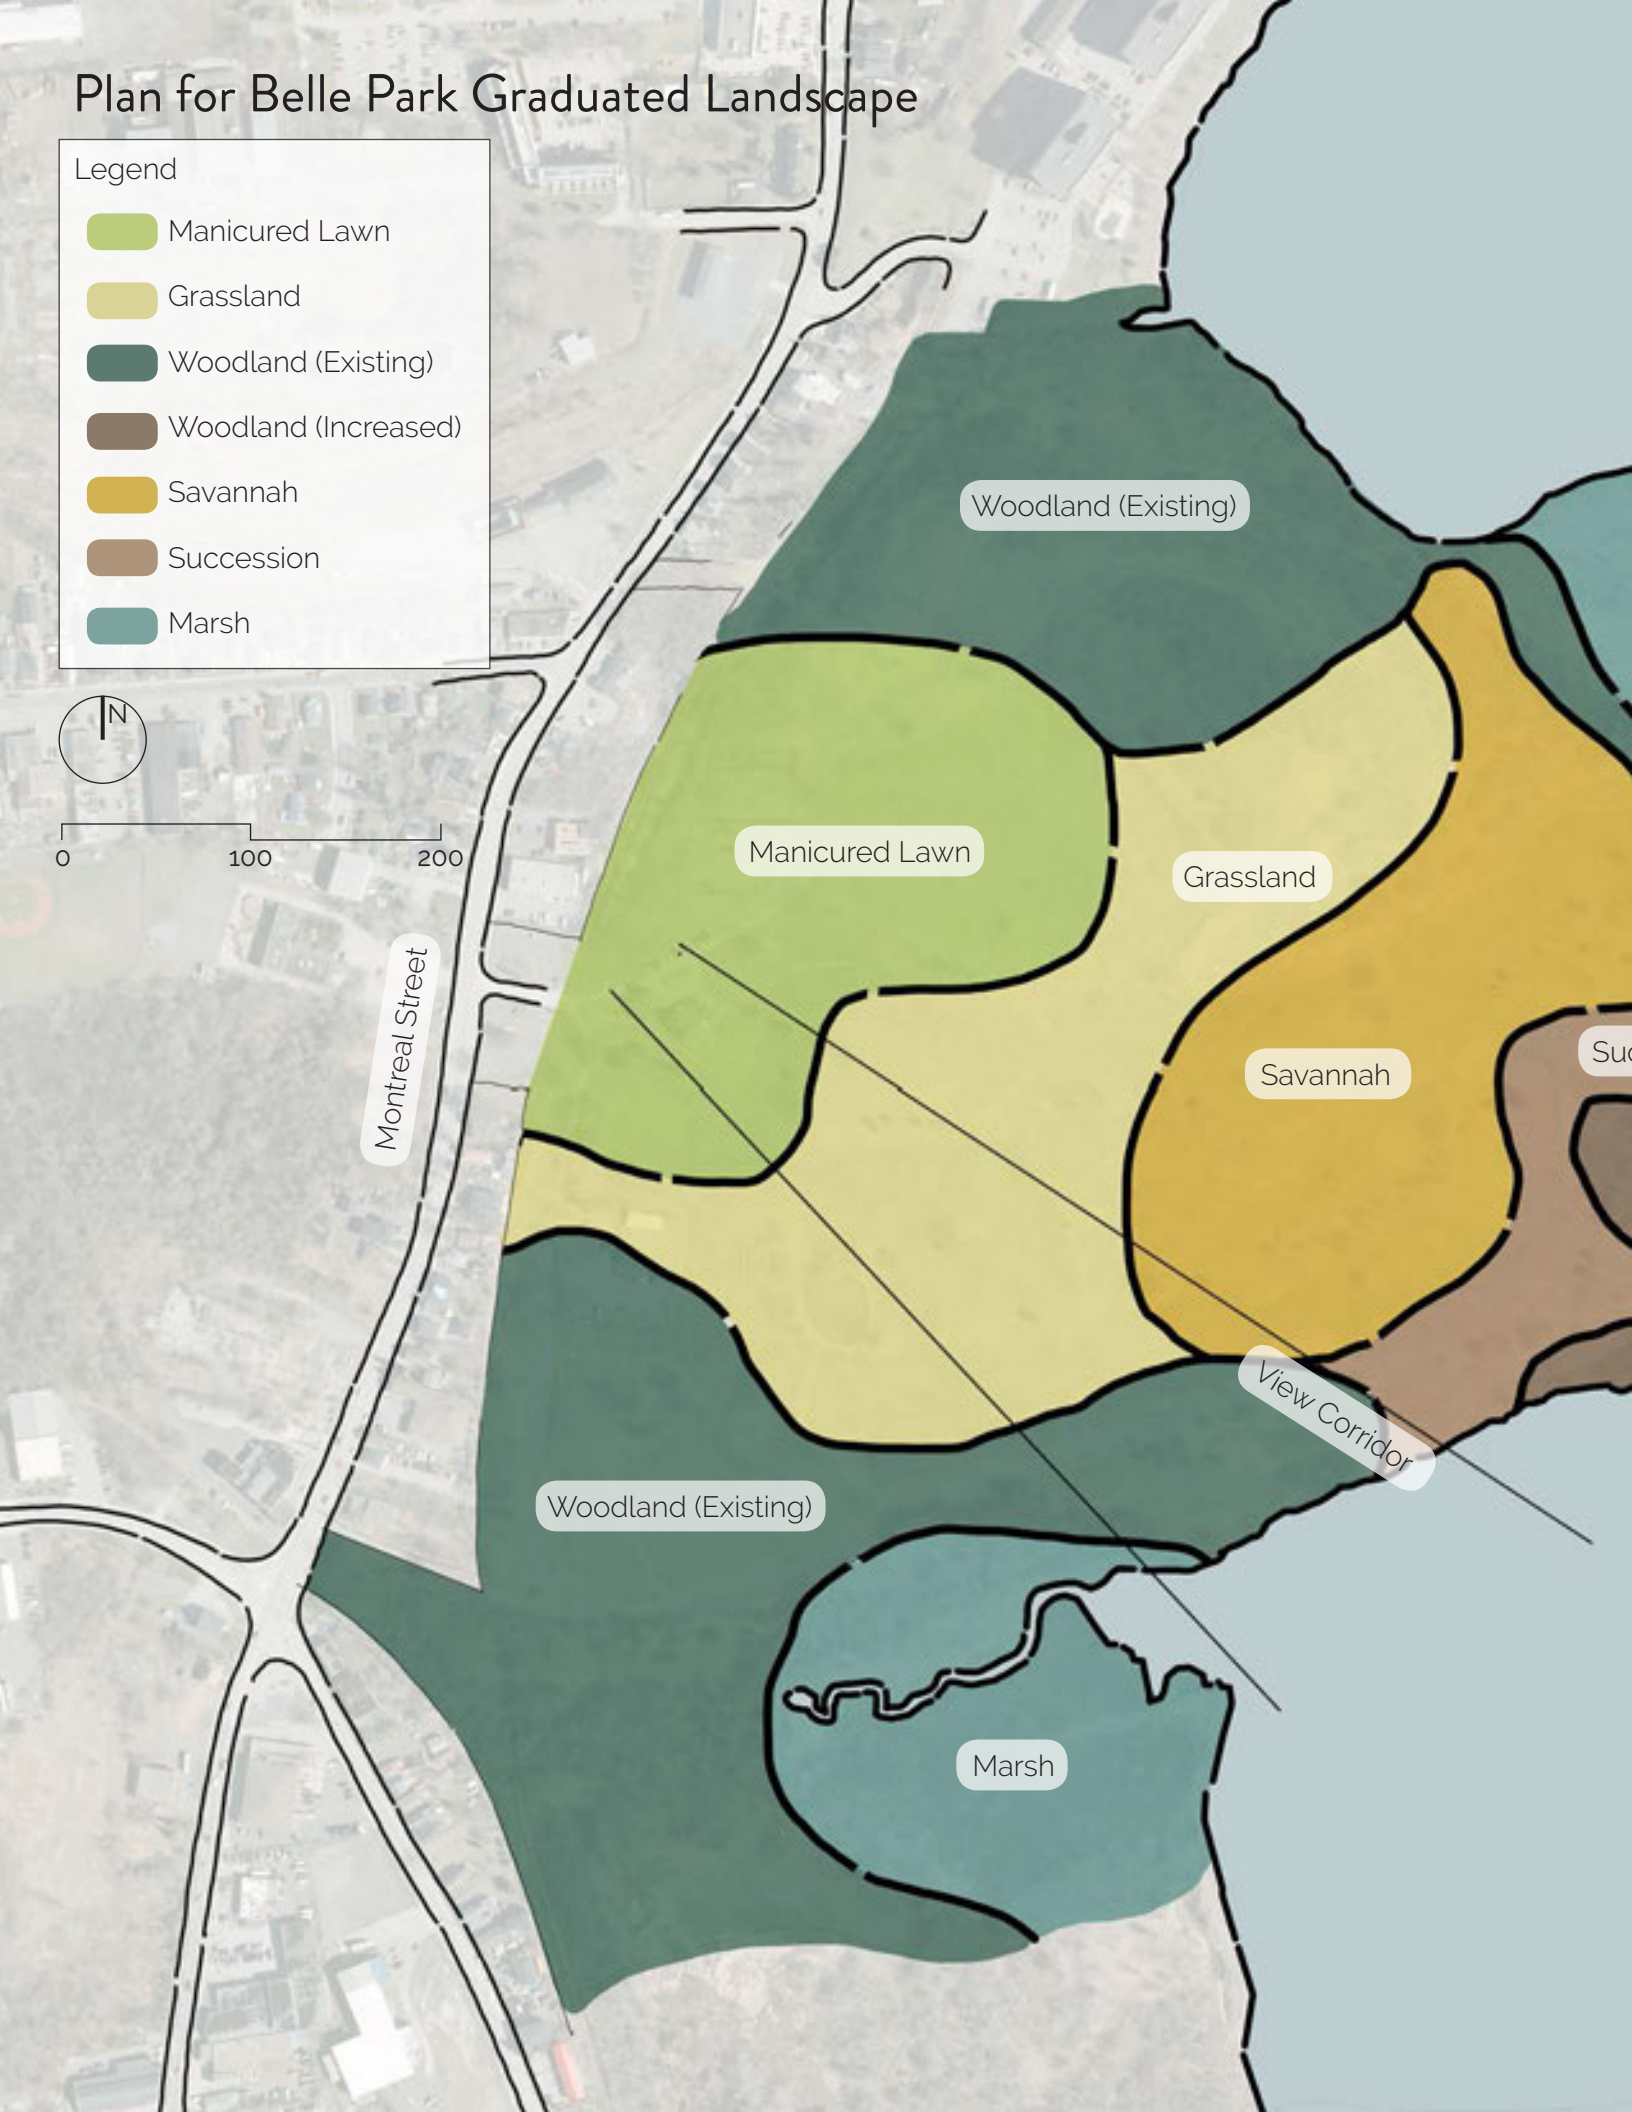 Plan for Belle Park Graduated Landscape
Legend
Manicured Lawn
Grassland
Woodland (Existing)
Woodland (Increased)
Savannah
Succession
Marsh
N
0 100 200
Woodland (Existing)
Manicured Lawn
Grassland
Montreal Street
Suc
Savannah
View Corridor
Woodland (Existing)
Marsh